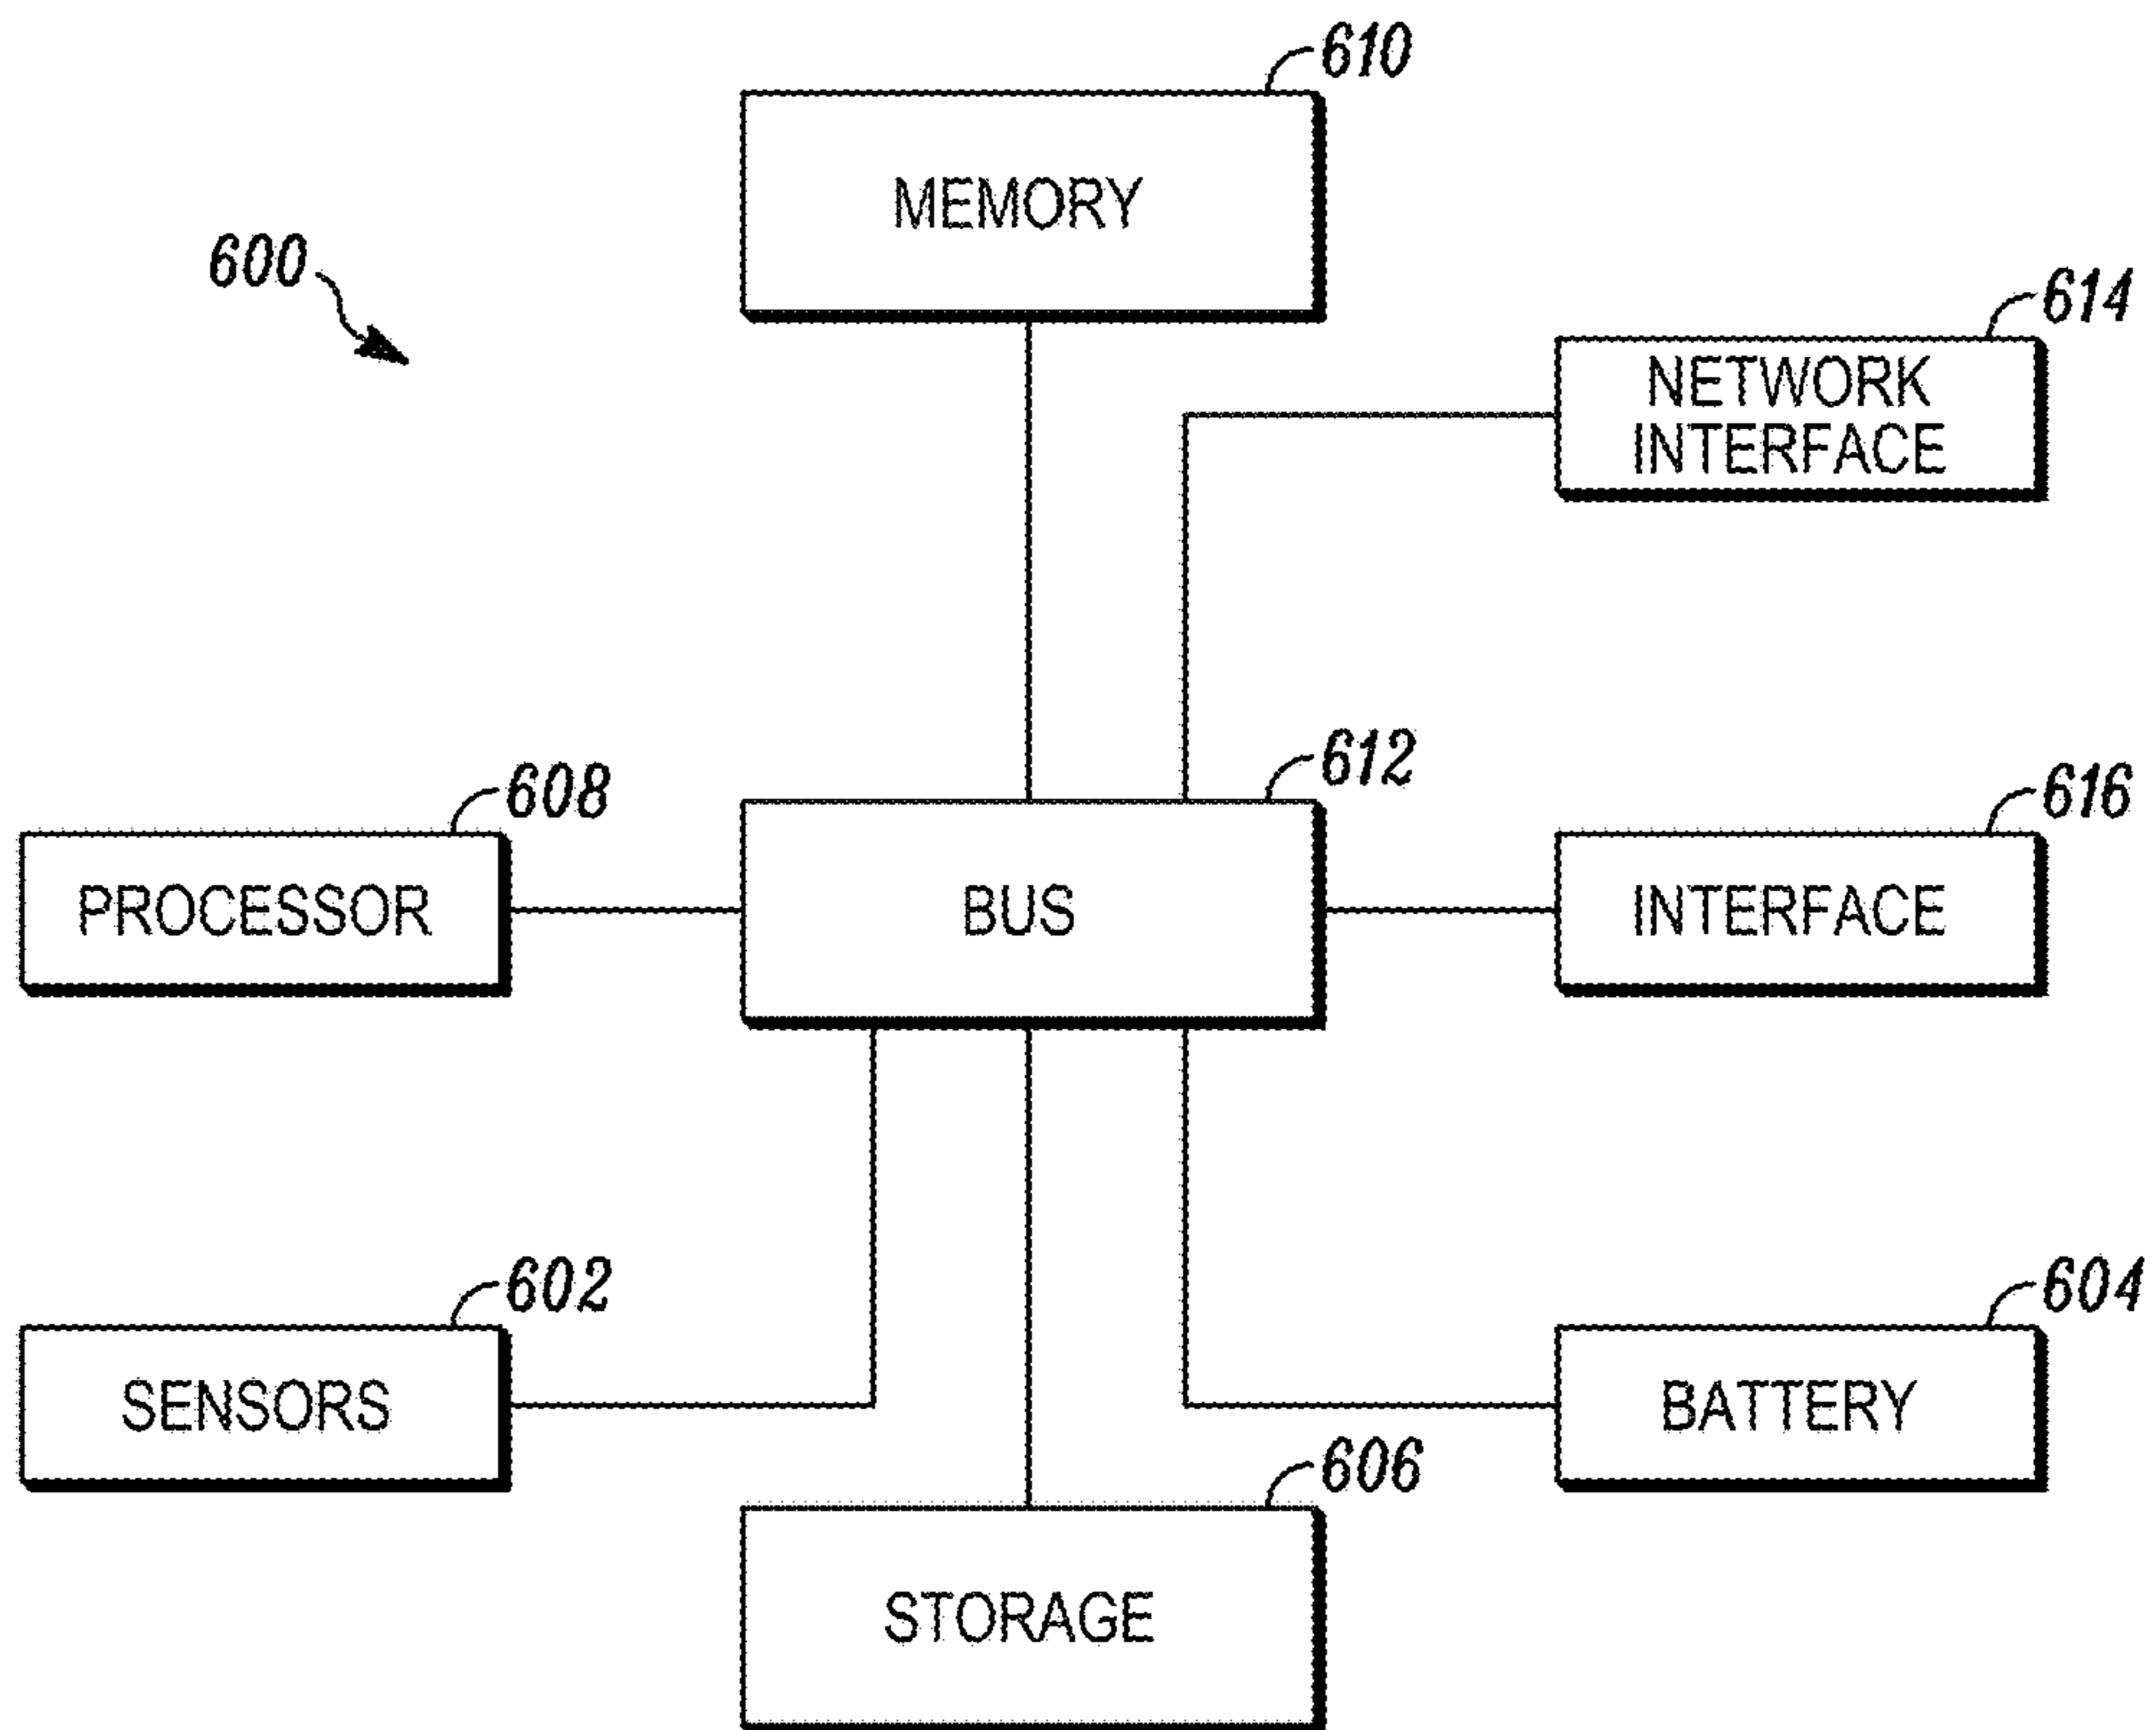 610
MEMORY
600
614
NETWORK
INTERFACE
612
608
616
PROCESSOR
BUS
INTERFACE
602
604
SENSORS
BATTERY
606
STORAGE